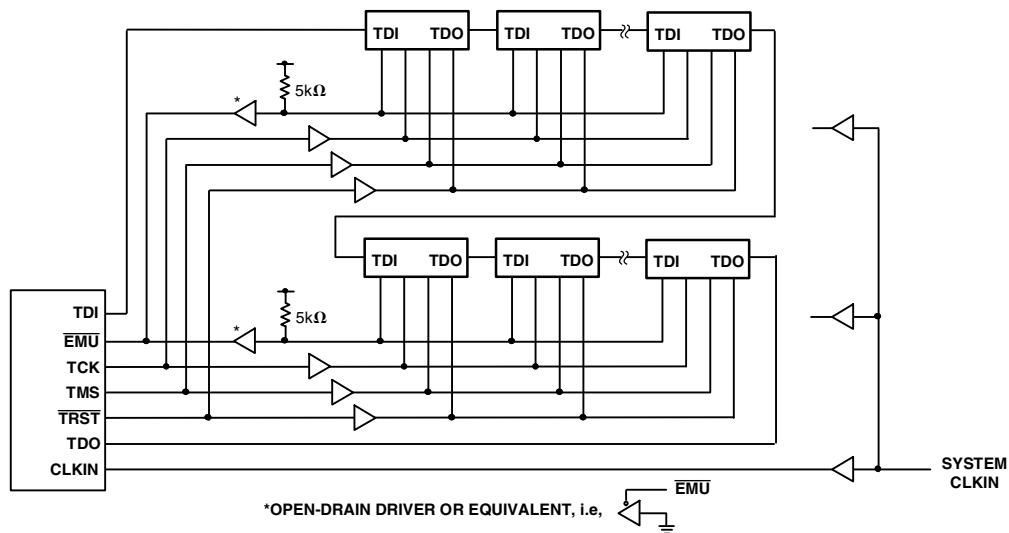 TDI TDO TDI TDO TDI TDO
5kΩ
*
TDI TDO TDI TDO TDI TDO
5kΩ
*
TDI
EMU
TCK
TMS
TRST
TDO
CLKIN
SYSTEM
CLKIN
EMU
*OPEN-DRAIN DRIVER OR EQUIVALENT, i.e,